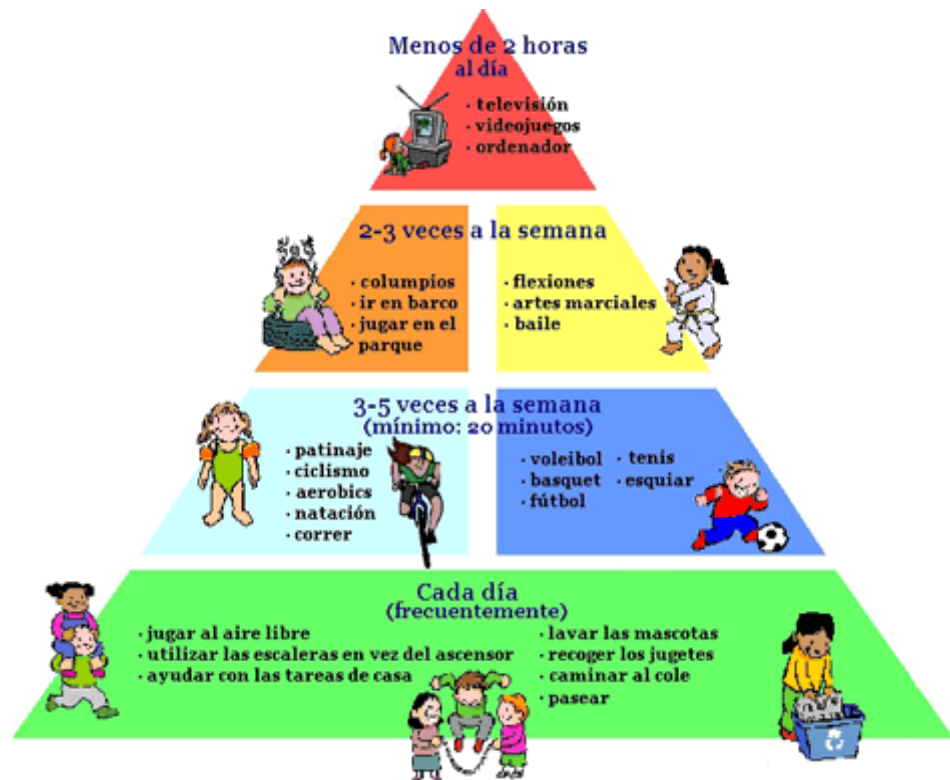 Menos de 2 horas
al día
· televisión
· videojuegos
· ordenador
2-3 veces a la semana
· columpios
· ir en barco
· jugar en el
parque
· flexiones
· artes marciales
· baile
3-5 veces a la semana
(mínimo: 20 minutos)
· patinaje
· ciclismo
· aerobics
· natación
· correr
· voleibol
· basquet
· fútbol
· tenis
· esquiar
Cada día
(frecuentemente)
· jugar al aire libre
· utilizar las escaleras en vez del ascensor
· ayudar con las tareas de casa
· lavar las mascotas
· recoger los jugetes
· caminar al cole
· pasear